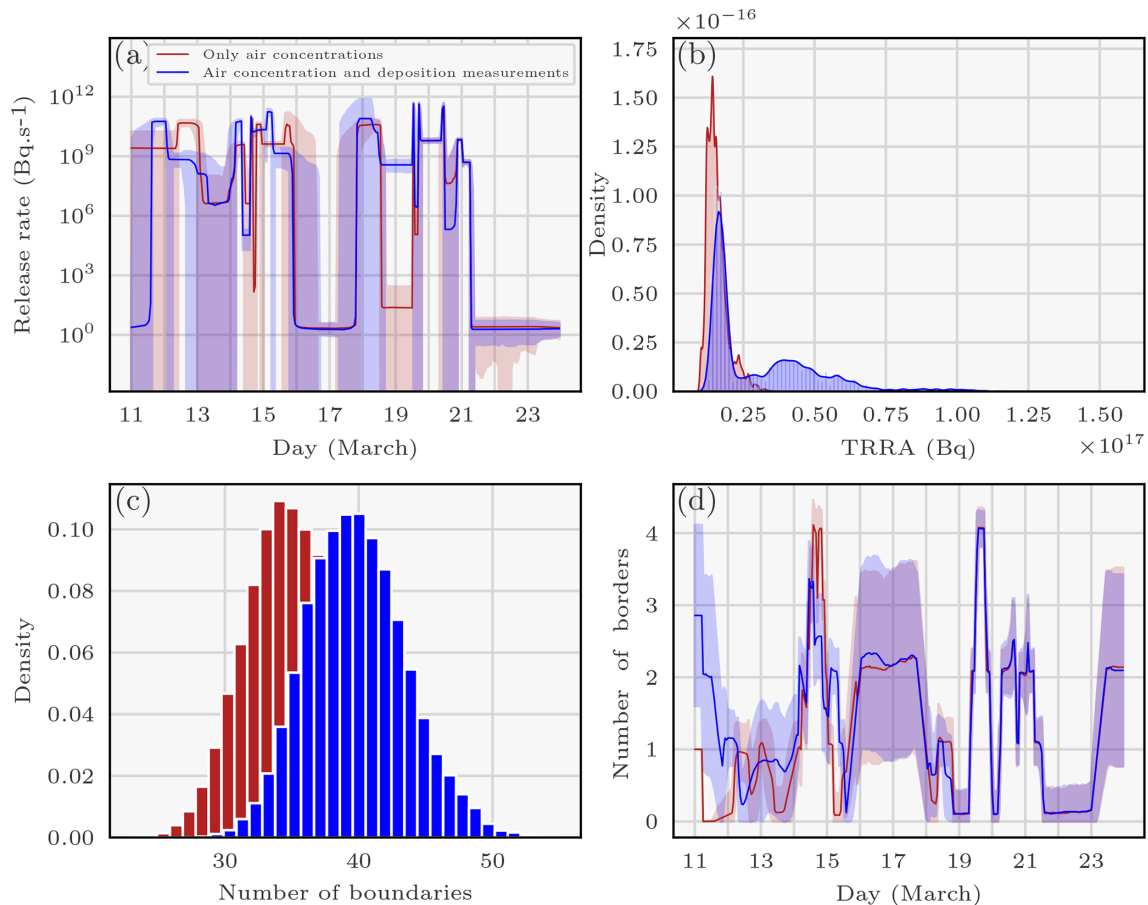 ×10⁻¹⁶
(a)
Only air concentrations
Air concentration and deposition measurements
10¹²
10⁹
10⁶
10³
10⁰
Release rate (Bq.s-1)
11 13 15 17 19 21 23
Day (March)
(b)
1.75
1.50
1.25
1.00
0.75
0.50
0.25
0.00
Density
0.25 0.50 0.75 1.00 1.25 1.50
TRRA (Bq)
×10¹⁷
(c)
0.10
0.08
0.06
0.04
0.02
0.00
Density
30 40 50
Number of boundaries
(d)
4
3
2
1
0
Number of borders
11 13 15 17 19 21 23
Day (March)